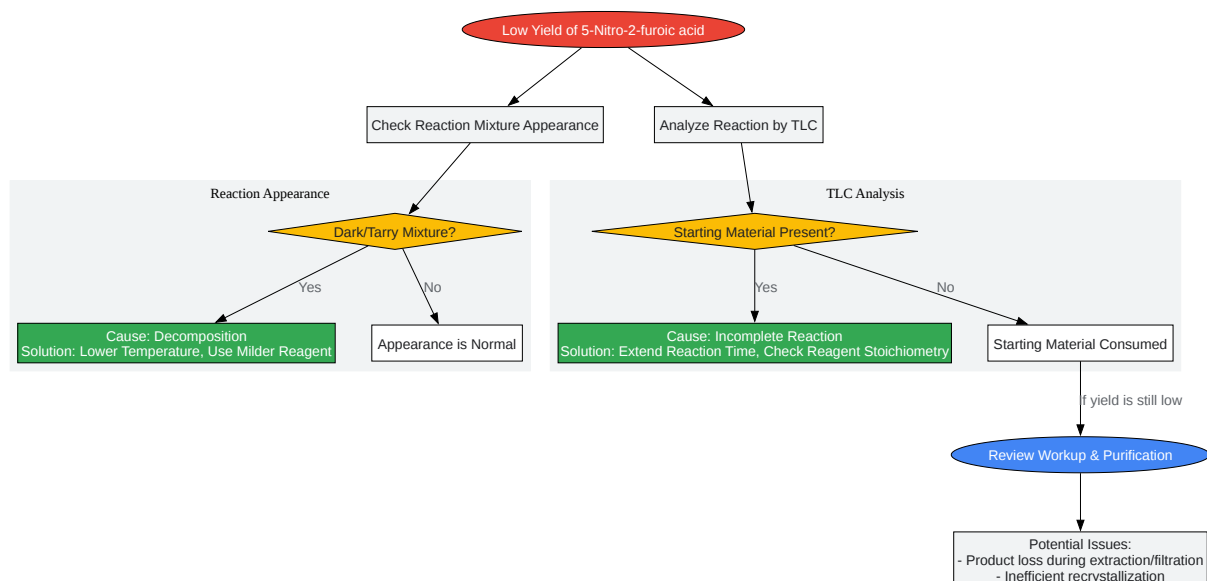 Low Yield of 5-Nitro-2-furoic acid
Check Reaction Mixture Appearance
Analyze Reaction by TLC
Reaction Appearance
TLC Analysis
Dark/Tarry Mixture?
Starting Material Present?
Yes
No
Yes
No
Cause: Decomposition
Solution: Lower Temperature, Use Milder Reagent
Appearance is Normal
Cause: Incomplete Reaction
Solution: Extend Reaction Time, Check Reagent Stoichiometry
Starting Material Consumed
If yield is still low
Review Workup & Purification
Potential Issues:
- Product loss during extraction/filtration
- Inefficient recrystallization